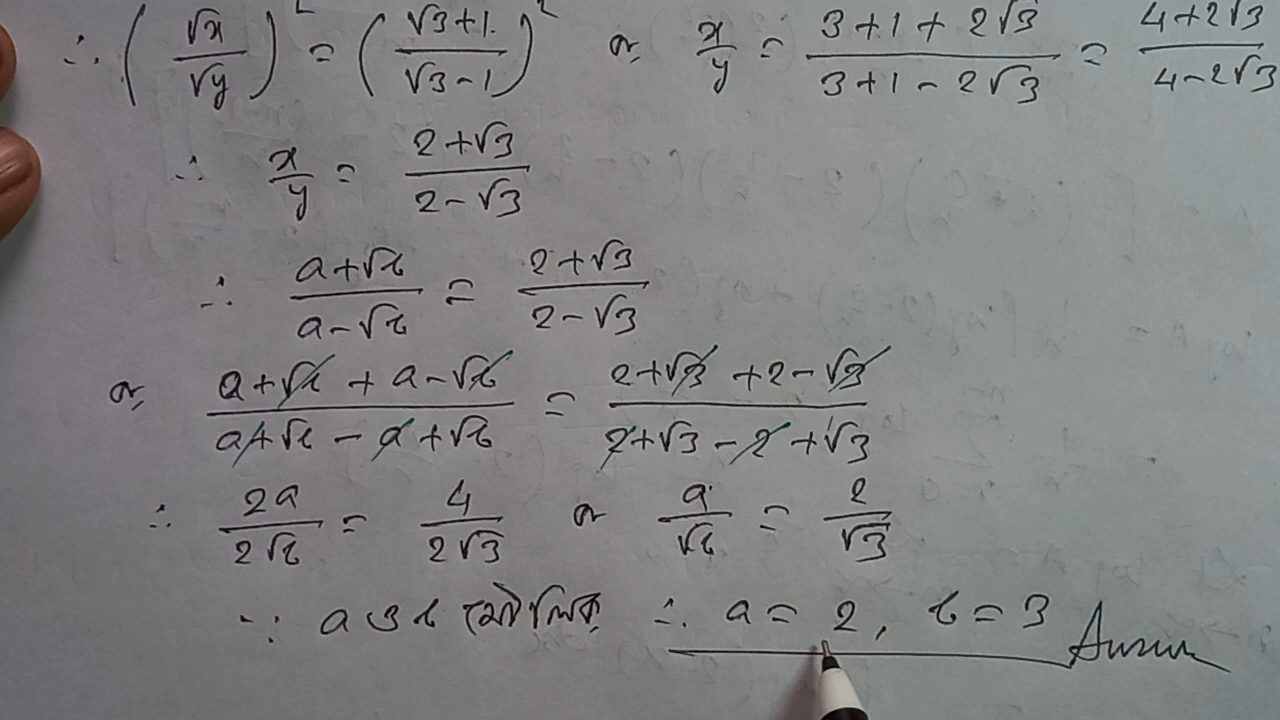 ∴ (√x/√y)² = (√3+1/√3-1)² or, x/y = 3+1+2√3/3+1-2√3 = 4+2√3/4-2√3
∴ x/y = 2+√3/2-√3
∴ a+√b/a-√b = 2+√3/2-√3
or, a+√b+a-√b/a+√b-a+√b = 2+√3+2-√3/2+√3-2+√3
∴ 2a/2√b = 4/2√3 or a/√b = 2/√3
∵ a ও b মৌলিক ∴ a = 2, b = 3 Answer